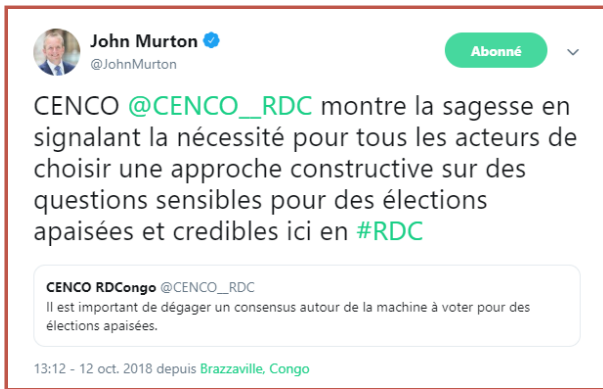 John Murton
@JohnMurton
Abonné
CENCO @CENCO__RDC montre la sagesse en
signalant la nécessité pour tous les acteurs de
choisir une approche constructive sur des
questions sensibles pour des élections
apaisées et credibles ici en #RDC
CENCO RDCongo @CENCO__RDC
Il est important de dégager un consensus autour de la machine à voter pour des
élections apaisées.
13:12 - 12 oct. 2018 depuis Brazzaville, Congo